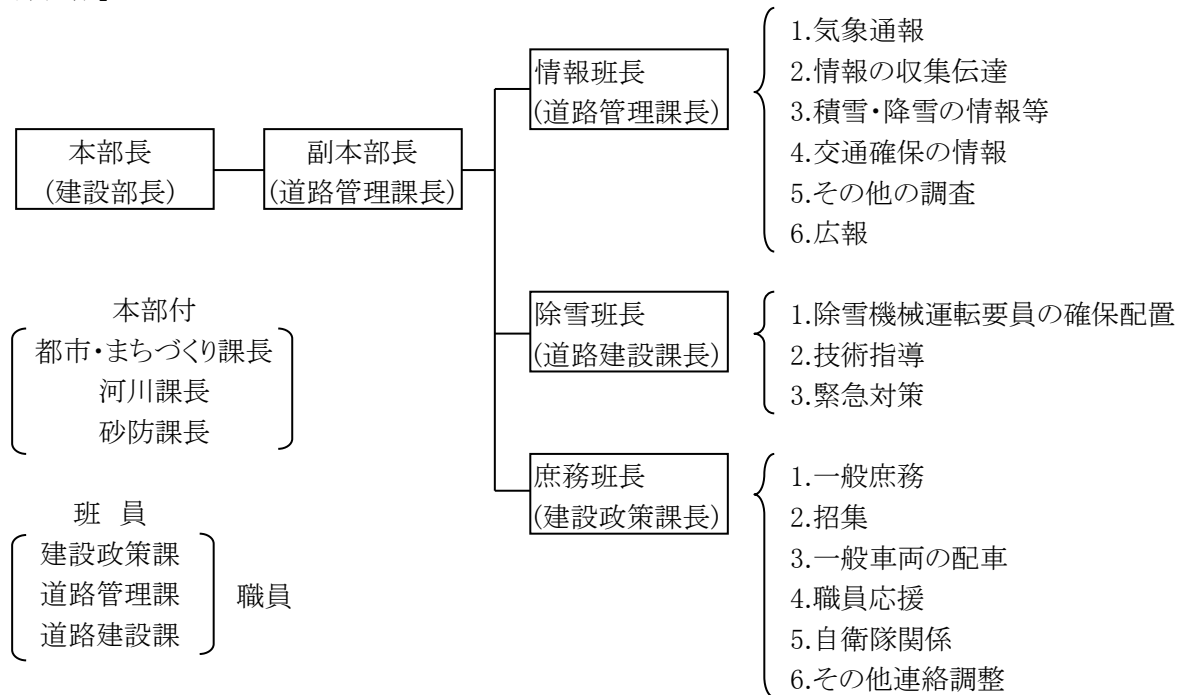 本部長
(建設部長)
副本部長
(道路管理課長)
情報班長
(道路管理課長)
1.気象通報
2.情報の収集伝達
3.積雪・降雪の情報等
4.交通確保の情報
5.その他の調査
6.広報
除雪班長
(道路建設課長)
1.除雪機械運転要員の確保配置
2.技術指導
3.緊急対策
庶務班長
(建設政策課長)
1.一般庶務
2.招集
3.一般車両の配車
4.職員応援
5.自衛隊関係
6.その他連絡調整
本部付
都市・まちづくり課長
河川課長
砂防課長
班 員
建設政策課
道路管理課
道路建設課
職員